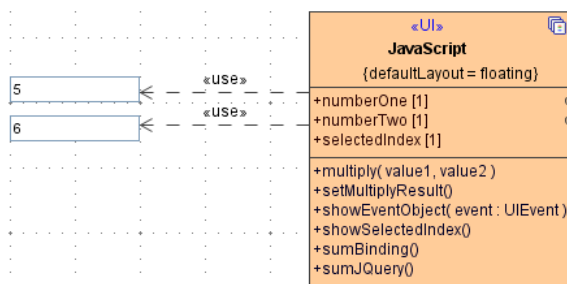 «UI»
JavaScript
{defaultLayout = floating}
5
«use»
6
«use»
+numberOne [1]
+numberTwo [1]
+selectedIndex [1]
+multiply( value1, value2 )
+setMultiplyResult()
+showEventObject( event : UIEvent )
+showSelectedIndex()
+sumBinding()
+sumJQuery()